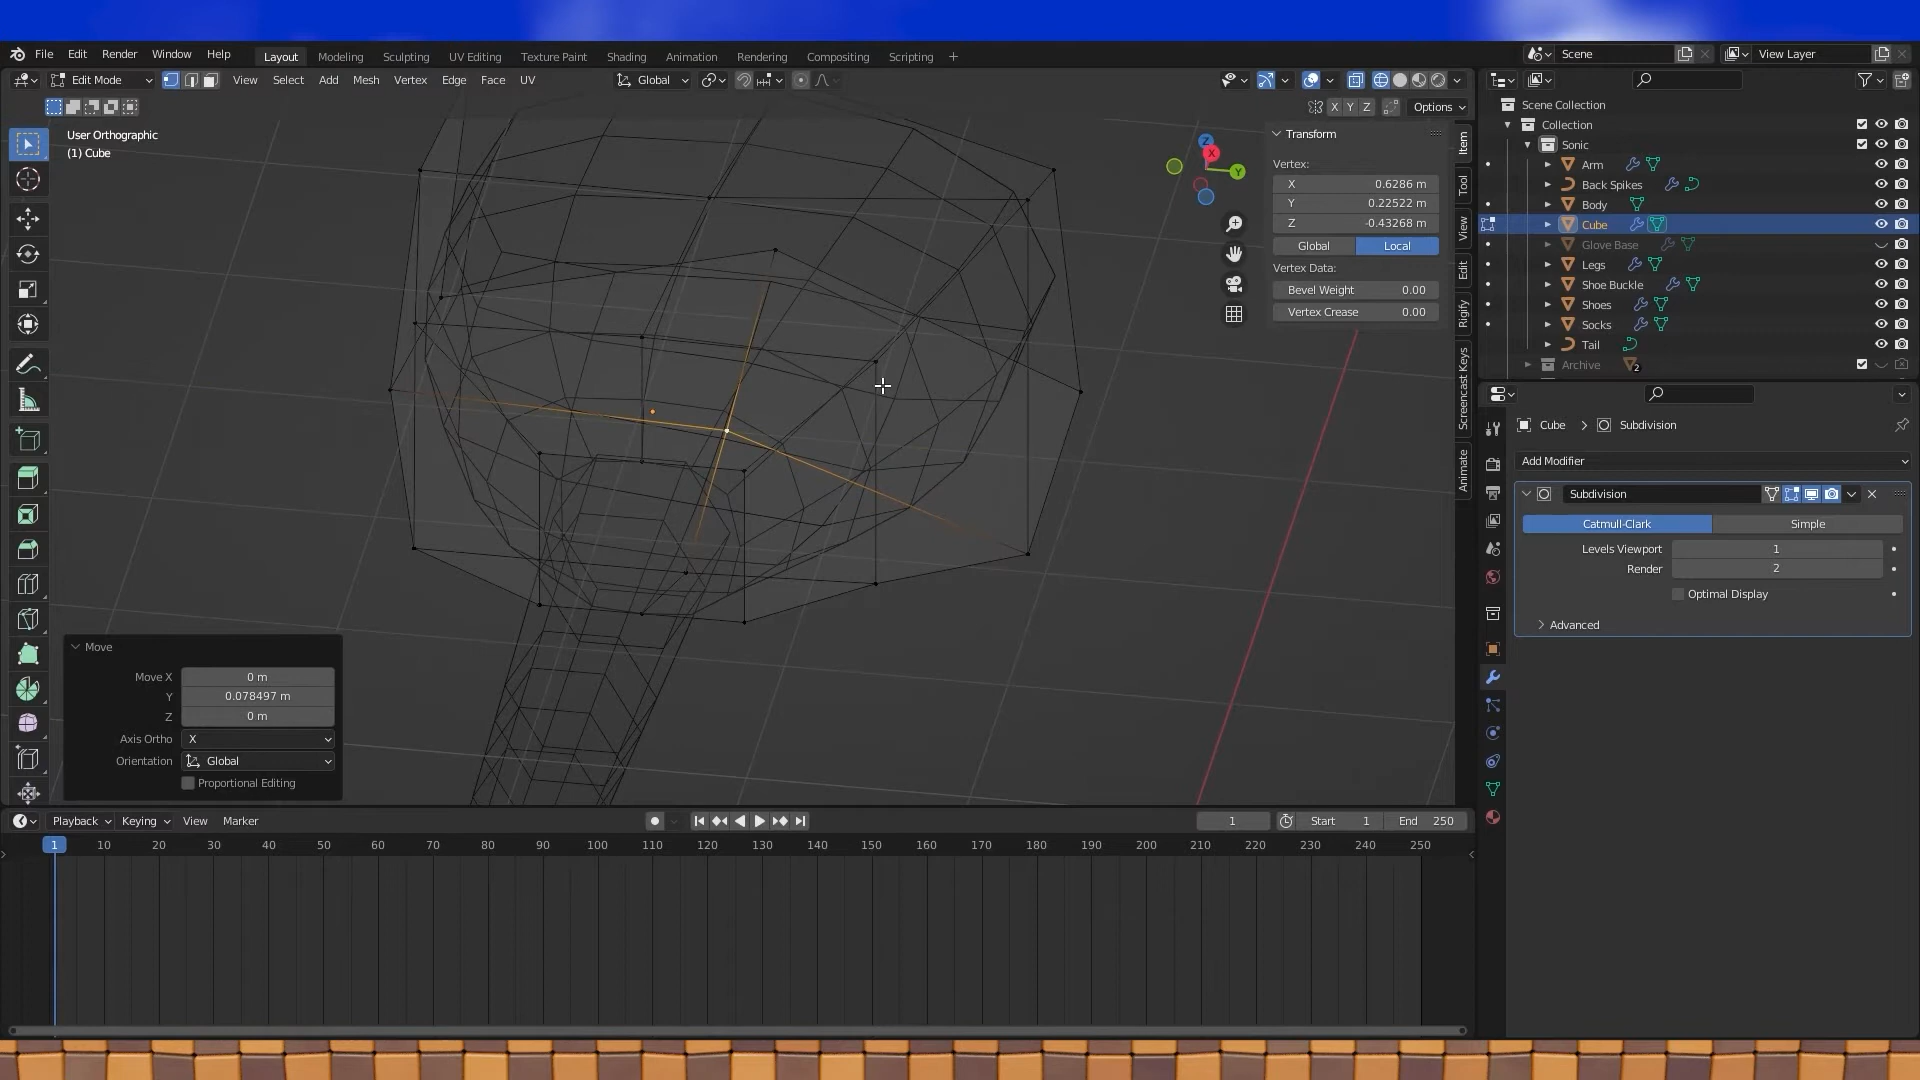 File Edit Render Window Help Layout Modeling Sculpting UV Editing Texture Paint Shading Animation Rendering Compositing Scripting + Scene View Layer
Edit Mode View Select Add Mesh Vertex Edge Face UV Global
X Y Z Options
User Orthographic
(1) Cube
Z
X
Y
Transform
Vertex:
X 0.6286 m
Y 0.22522 m
Z -0.43268 m
Global Local
Vertex Data:
Bevel Weight 0.00
Vertex Crease 0.00
Item
Tool
View
Edit
Rigify
Screencast Keys
Animate
Scene Collection
Collection
Sonic
Arm
Back Spikes
Body
Cube
Glove Base
Legs
Shoe Buckle
Shoes
Socks
Tail
Archive 2
Cube > Subdivision
Add Modifier
Subdivision
Catmull-Clark Simple
Levels Viewport 1
Render 2
Optimal Display
Advanced
Move
Move X 0 m
Y 0.078497 m
Z 0 m
Axis Ortho X
Orientation Global
Proportional Editing
Playback Keying View Marker 1 Start 1 End 250
1 10 20 30 40 50 60 70 80 90 100 110 120 130 140 150 160 170 180 190 200 210 220 230 240 250